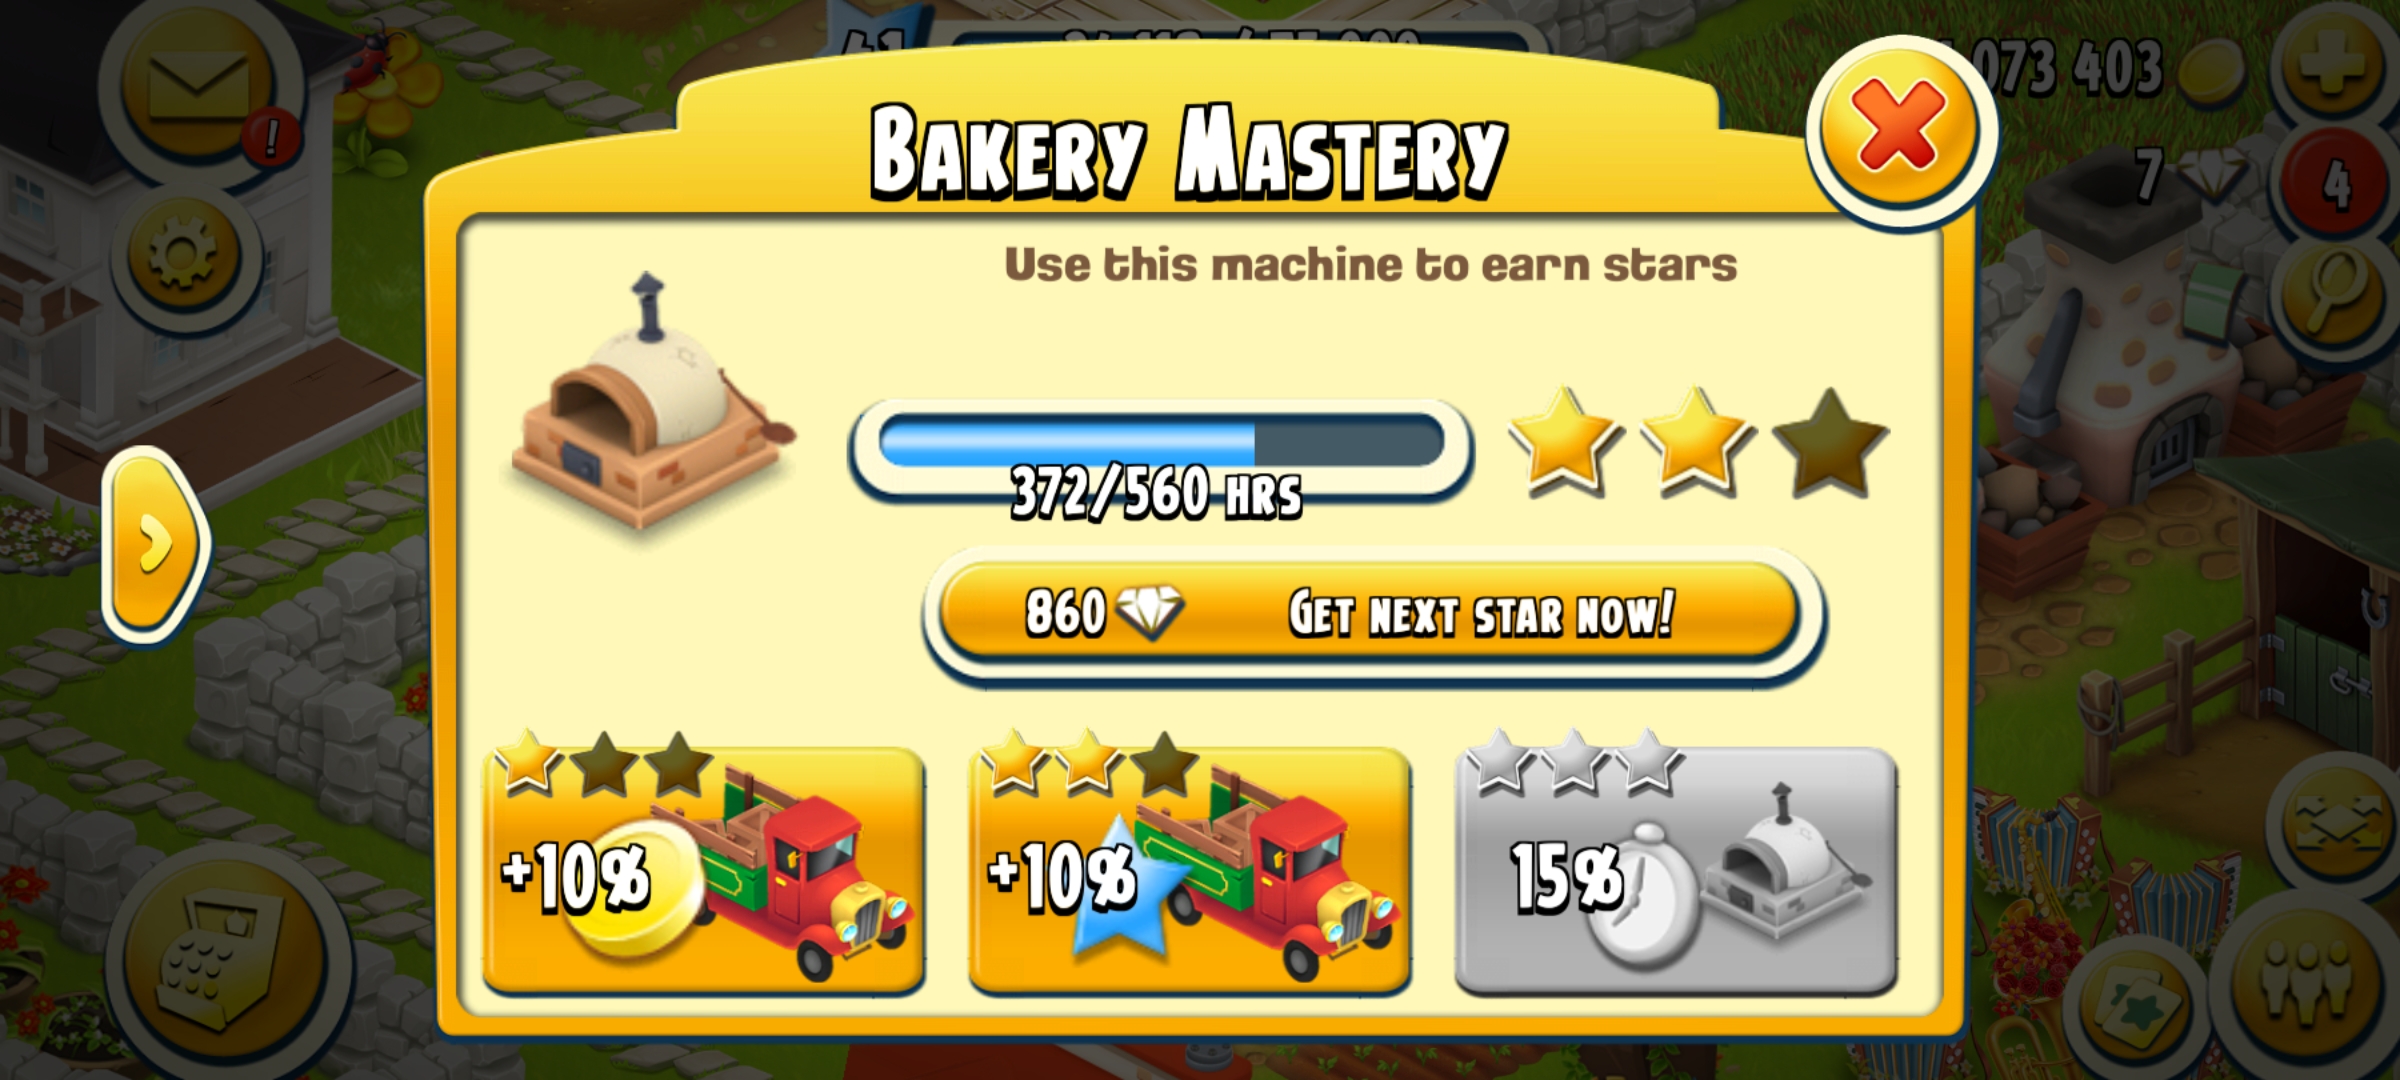 BAKERY MASTERY
073 403
7
4
!
Use this machine to earn stars
372/560 HRS
860 GET NEXT STAR NOW!
+10%
+10%
15%